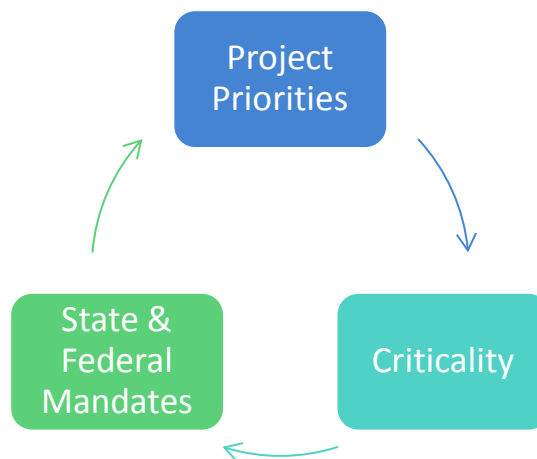 Project
Priorities
State &
Federal
Mandates
Criticality